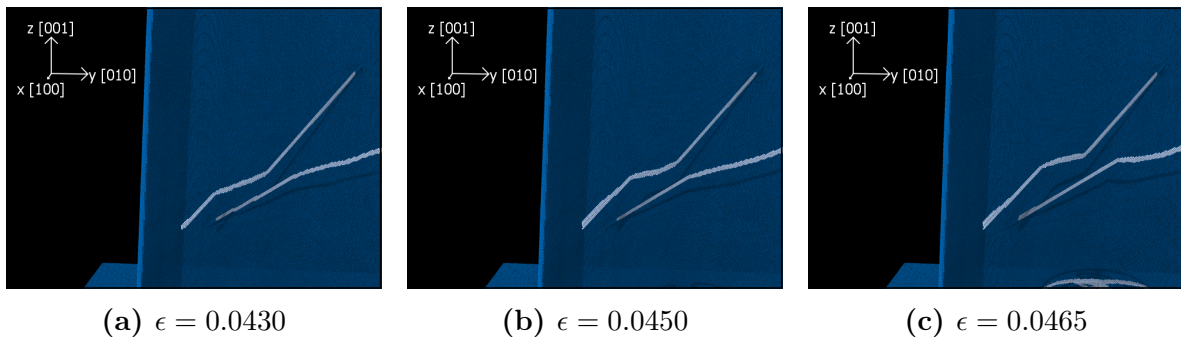 z [001]
y [010]
x [100]
z [001]
y [010]
x [100]
z [001]
y [010]
x [100]
(a) ϵ = 0.0430
(b) ϵ = 0.0450
(c) ϵ = 0.0465